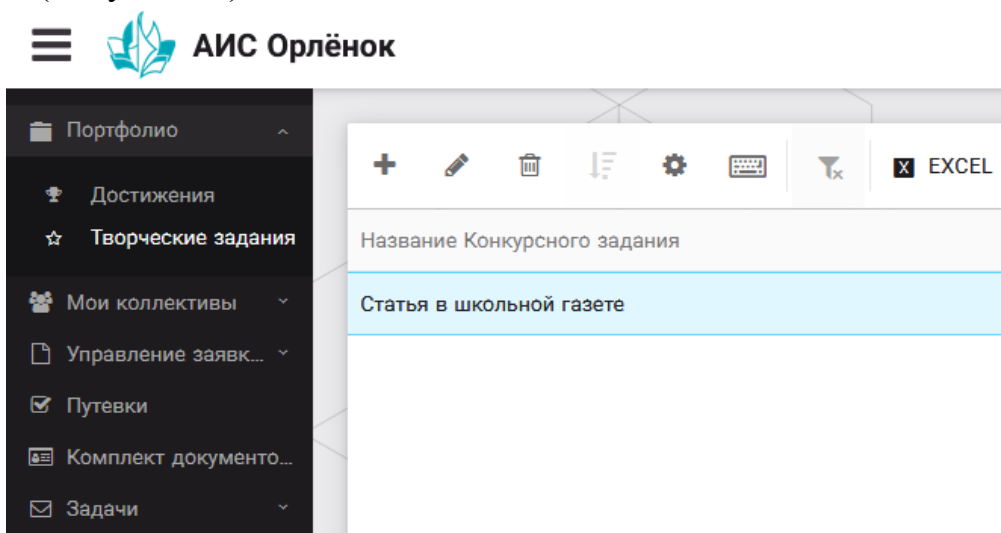 АИС Орлёнок
Портфолио
Достижения
Творческие задания
Мои коллективы
Управление заявк...
Путевки
Комплект документо...
Задачи
X EXCEL
Название Конкурсного задания
Статья в школьной газете